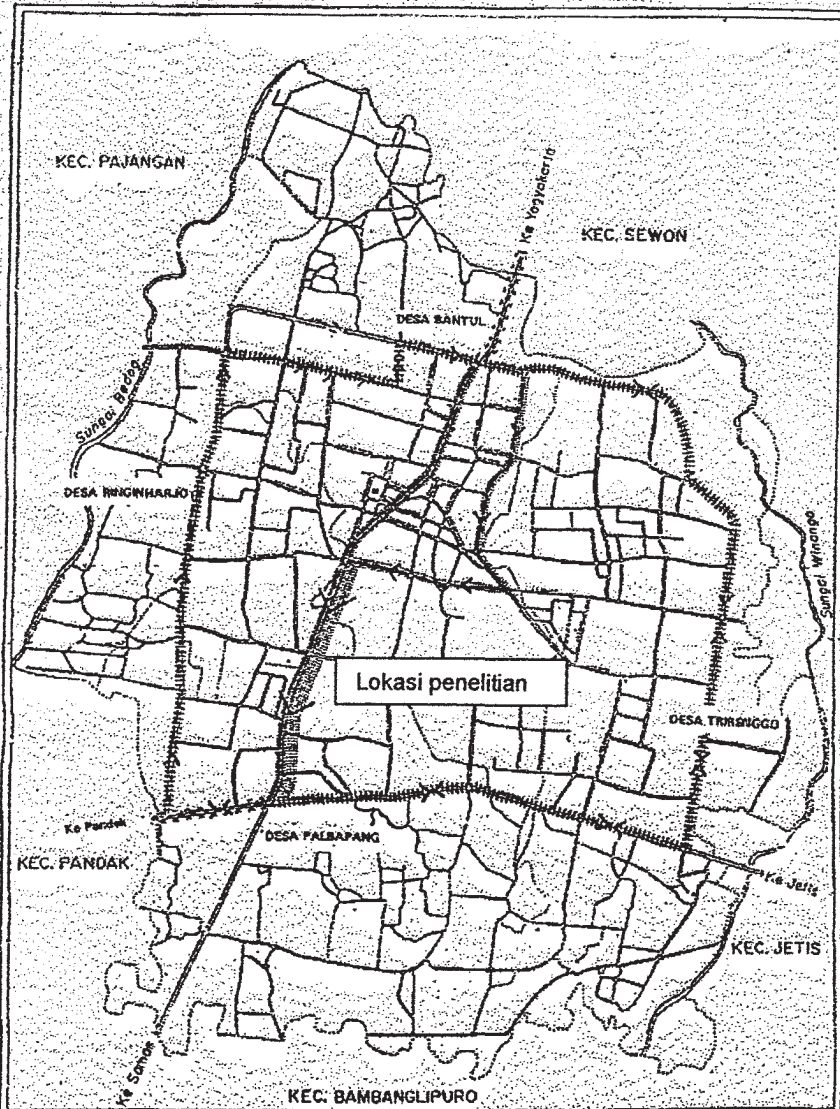 KEC. PAJANGAN
Ke Yogyakarta
KEC. SEWON
DESA BANTUL
Sungai Bedog
DESA RINGINHARJO
Sungai Winongo
Lokasi penelitian
DESA TRIRENGGO
Ke Pandak
DESA PALBAPANG
KEC. PANDAK
Ke Jetis
KEC. JETIS
Ke Samas
KEC. BAMBANGLIPURO